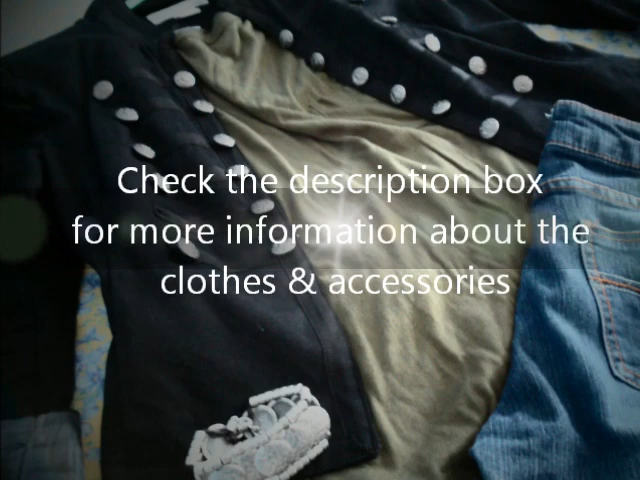 Check the description box
for more information about the
clothes & accessories